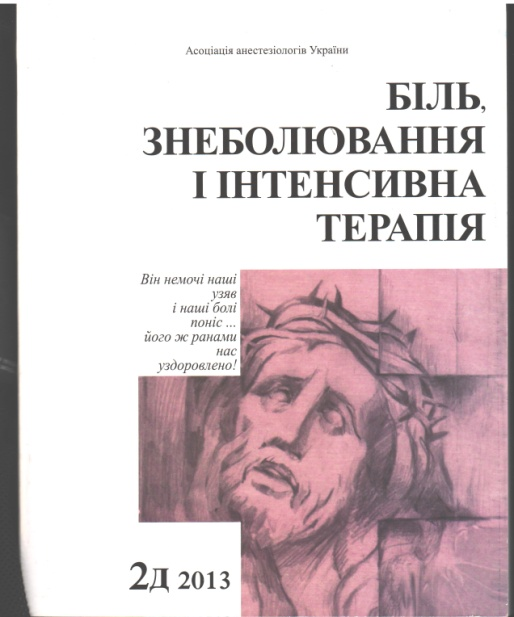 Асоціація анестезіологів України
БІЛЬ,
ЗНЕБОЛЮВАННЯ
І ІНТЕНСИВНА
ТЕРАПІЯ
Він немочі наші
узяв
і наші болі
поніс ...
його ж ранами
нас
уздоровлено!
2д 2013